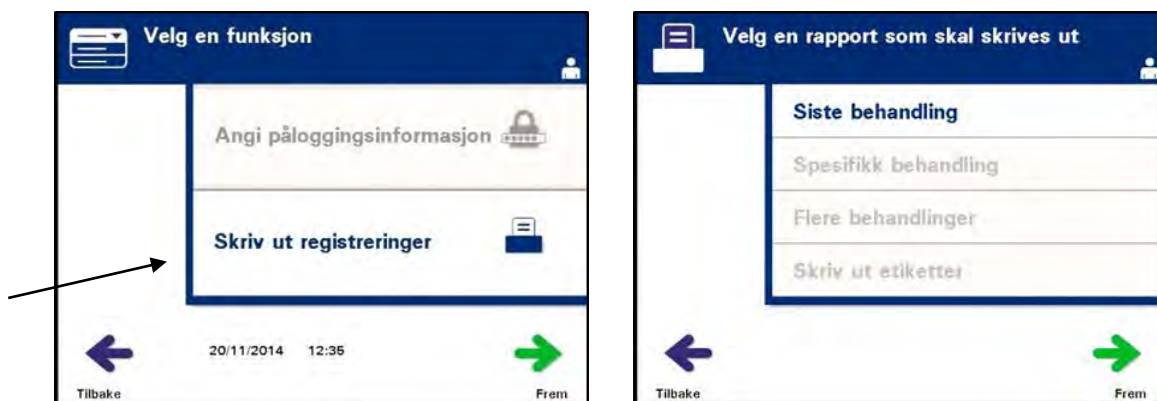 Velg en funksjon
Angi påloggingsinformasjon
Skriv ut registreringer
20/11/2014 12:35
Tilbake
Frem
Velg en rapport som skal skrives ut
Siste behandling
Spesifikk behandling
Flere behandlinger
Skriv ut etiketter
Tilbake
Frem